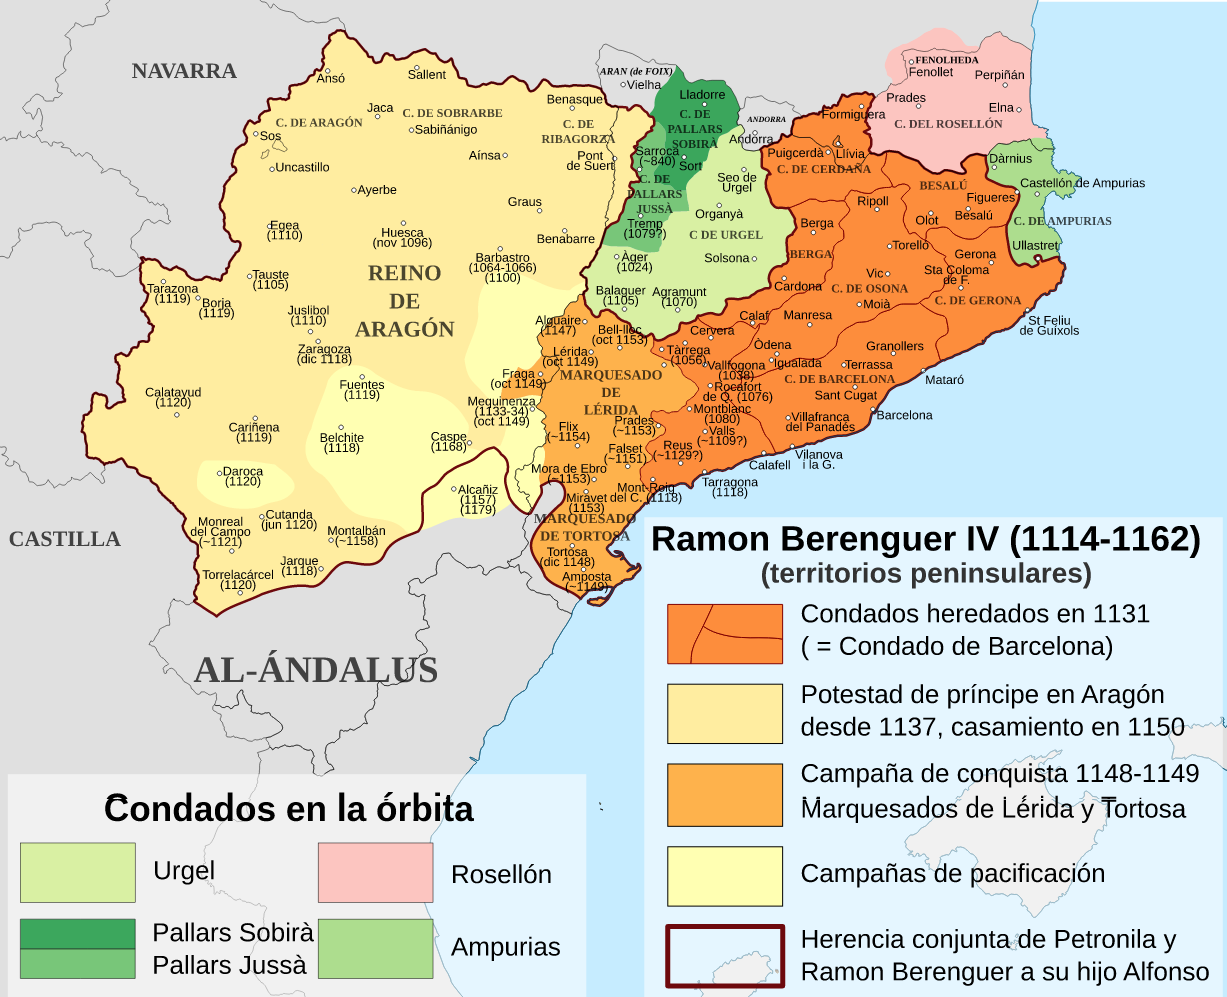 NAVARRA
Ansó
Sallent
Jaca
C. DE ARAGÓN
C. DE SOBRARBE
Sabiñánigo
Sos
Uncastillo
Aínsa
Ayerbe
Benasque
C. DE
RIBAGORZA
Pont
de Suert
Graus
Benabarre
Egea
(1110)
Huesca
(nov 1096)
Barbastro
(1064-1066)
(1100)
REINO
DE
ARAGÓN
Tauste
(1105)
Tarazona
(1119)
Borja
(1119)
Juslibol
(1110)
Zaragoza
(dic 1118)
Calatayud
(1120)
Fuentes
(1119)
Cariñena
(1119)
Belchite
(1118)
Caspe
(1168)
Daroca
(1120)
Alcañiz
(1157)
(1179)
Cutanda
(jun 1120)
Monreal
del Campo
(~1121)
Montalbán
(~1158)
Jarque
(1118)
Torrelacárcel
(1120)
CASTILLA
AL-ÁNDALUS
ARAN (de FOIX)
Vielha
Lladorre
C. DE
PALLARS
SOBIRÀ
Sarroca
(~840)
Sort
C. DE
PALLARS
JUSSÀ
Tremp
(1079?)
ANDORRA
Andorra
Seo de
Urgel
Organyà
C DE URGEL
Solsona
Àger
(1024)
Balaguer
(1105)
Agramunt
(1070)
FENOLHEDA
Fenollet
Perpiñán
Prades
Elna
C. DEL ROSELLÓN
Formiguera
Puigcerdà
Llívia
C. DE CERDAÑA
Dàrnius
Castellón de Ampurias
BESALÚ
Figueres
Besalú
Ripoll
Olot
C. DE AMPURIAS
Ullastret
Berga
BERGA
Torelló
Gerona
Vic
Sta Coloma
de F.
C. DE OSONA
C. DE GERONA
Cardona
Moià
St Feliu
de Guíxols
Calaf
Manresa
Cervera
Òdena
Igualada
Granollers
Terrassa
Mataró
C. DE BARCELONA
Sant Cugat
Barcelona
Villafranca
del Panadés
Vilanova
i la G.
Calafell
Alguaire
(1147)
Bell-lloc
(oct 1153)
Lérida
(oct 1149)
Tàrrega
(1056)
Vallfogona
(1038)
Rocafort
de Q. (1076)
Montblanc
(1080)
Valls
(~1109?)
Fraga
(oct 1149)
MARQUESADO
DE
LÉRIDA
Mequinenza
(1133-34)
(oct 1149)
Prades
(~1153)
Flix
(~1154)
Falset
(~1151)
Reus
(~1129?)
Mora de Ebro
(~1153)
Mont-Roig
del C. (1118)
Tarragona
(1118)
Miravet
(1153)
MARQUESADO
DE TORTOSA
Tortosa
(dic 1148)
Amposta
(~1149)
Ramon Berenguer IV (1114-1162)
(territorios peninsulares)
Condados heredados en 1131
( = Condado de Barcelona)
Potestad de príncipe en Aragón
desde 1137, casamiento en 1150
Campaña de conquista 1148-1149
Marquesados de Lérida y Tortosa
Campañas de pacificación
Herencia conjunta de Petronila y
Ramon Berenguer a su hijo Alfonso
Condados en la órbita
Urgel
Rosellón
Pallars Sobirà
Pallars Jussà
Ampurias